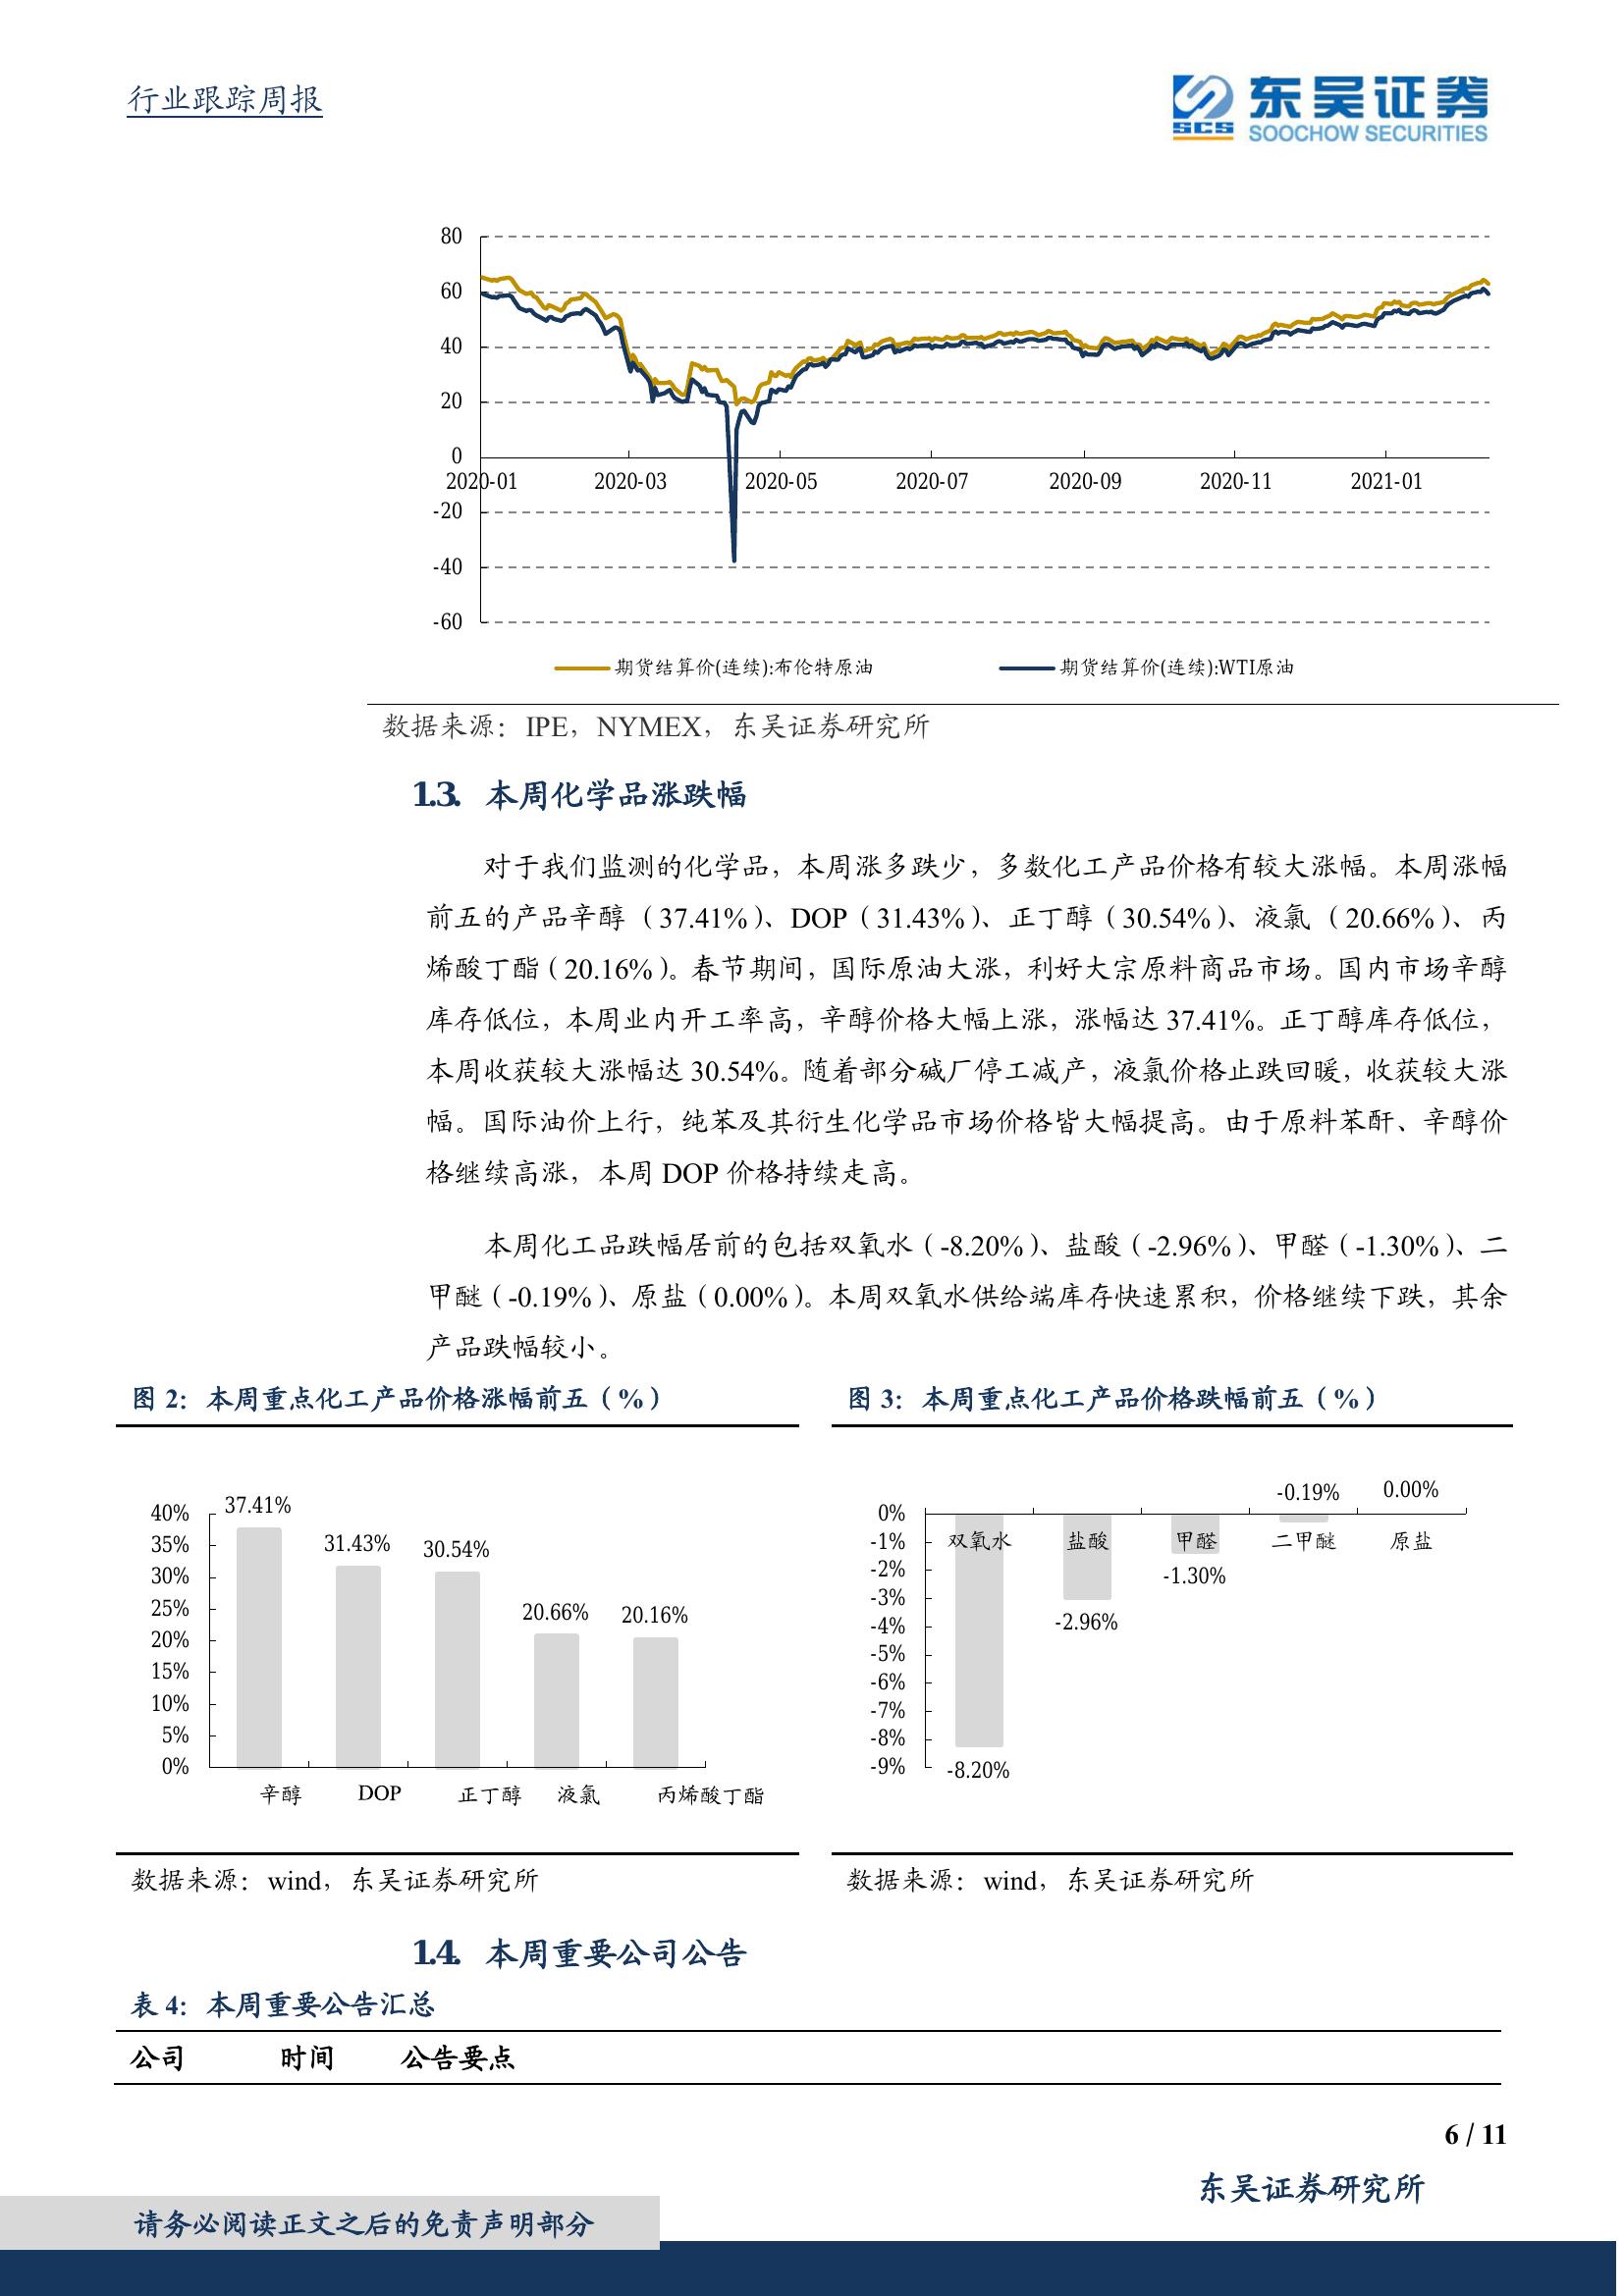 行业跟踪周报
SCS 东吴证券
SOOCHOW SECURITIES
80
60
40
20
0
2020-01 2020-03 2020-05 2020-07 2020-09 2020-11 2021-01
-20
-40
-60
期货结算价(连续):布伦特原油 期货结算价(连续):WTI原油
数据来源：IPE，NYMEX，东吴证券研究所
1.3. 本周化学品涨跌幅
对于我们监测的化学品，本周涨多跌少，多数化工产品价格有较大涨幅。本周涨幅
前五的产品辛醇（37.41%）、DOP（31.43%）、正丁醇（30.54%）、液氯（20.66%）、丙
烯酸丁酯（20.16%）。春节期间，国际原油大涨，利好大宗原料商品市场。国内市场辛醇
库存低位，本周业内开工率高，辛醇价格大幅上涨，涨幅达 37.41%。正丁醇库存低位，
本周收获较大涨幅达 30.54%。随着部分碱厂停工减产，液氯价格止跌回暖，收获较大涨
幅。国际油价上行，纯苯及其衍生化学品市场价格皆大幅提高。由于原料苯酐、辛醇价
格继续高涨，本周 DOP 价格持续走高。
本周化工品跌幅居前的包括双氧水（-8.20%）、盐酸（-2.96%）、甲醛（-1.30%）、二
甲醚（-0.19%）、原盐（0.00%）。本周双氧水供给端库存快速累积，价格继续下跌，其余
产品跌幅较小。
图 2：本周重点化工产品价格涨幅前五（%）
40%
35%
30%
25%
20%
15%
10%
5%
0%
37.41% 31.43% 30.54% 20.66% 20.16%
辛醇 DOP 正丁醇 液氯 丙烯酸丁酯
数据来源：wind，东吴证券研究所
图 3：本周重点化工产品价格跌幅前五（%）
0%
-1%
-2%
-3%
-4%
-5%
-6%
-7%
-8%
-9%
双氧水 盐酸 甲醛 二甲醚 原盐
-8.20% -2.96% -1.30% -0.19% 0.00%
数据来源：wind，东吴证券研究所
1.4. 本周重要公司公告
表 4：本周重要公告汇总
公司 时间 公告要点
6 / 11
东吴证券研究所
请务必阅读正文之后的免责声明部分